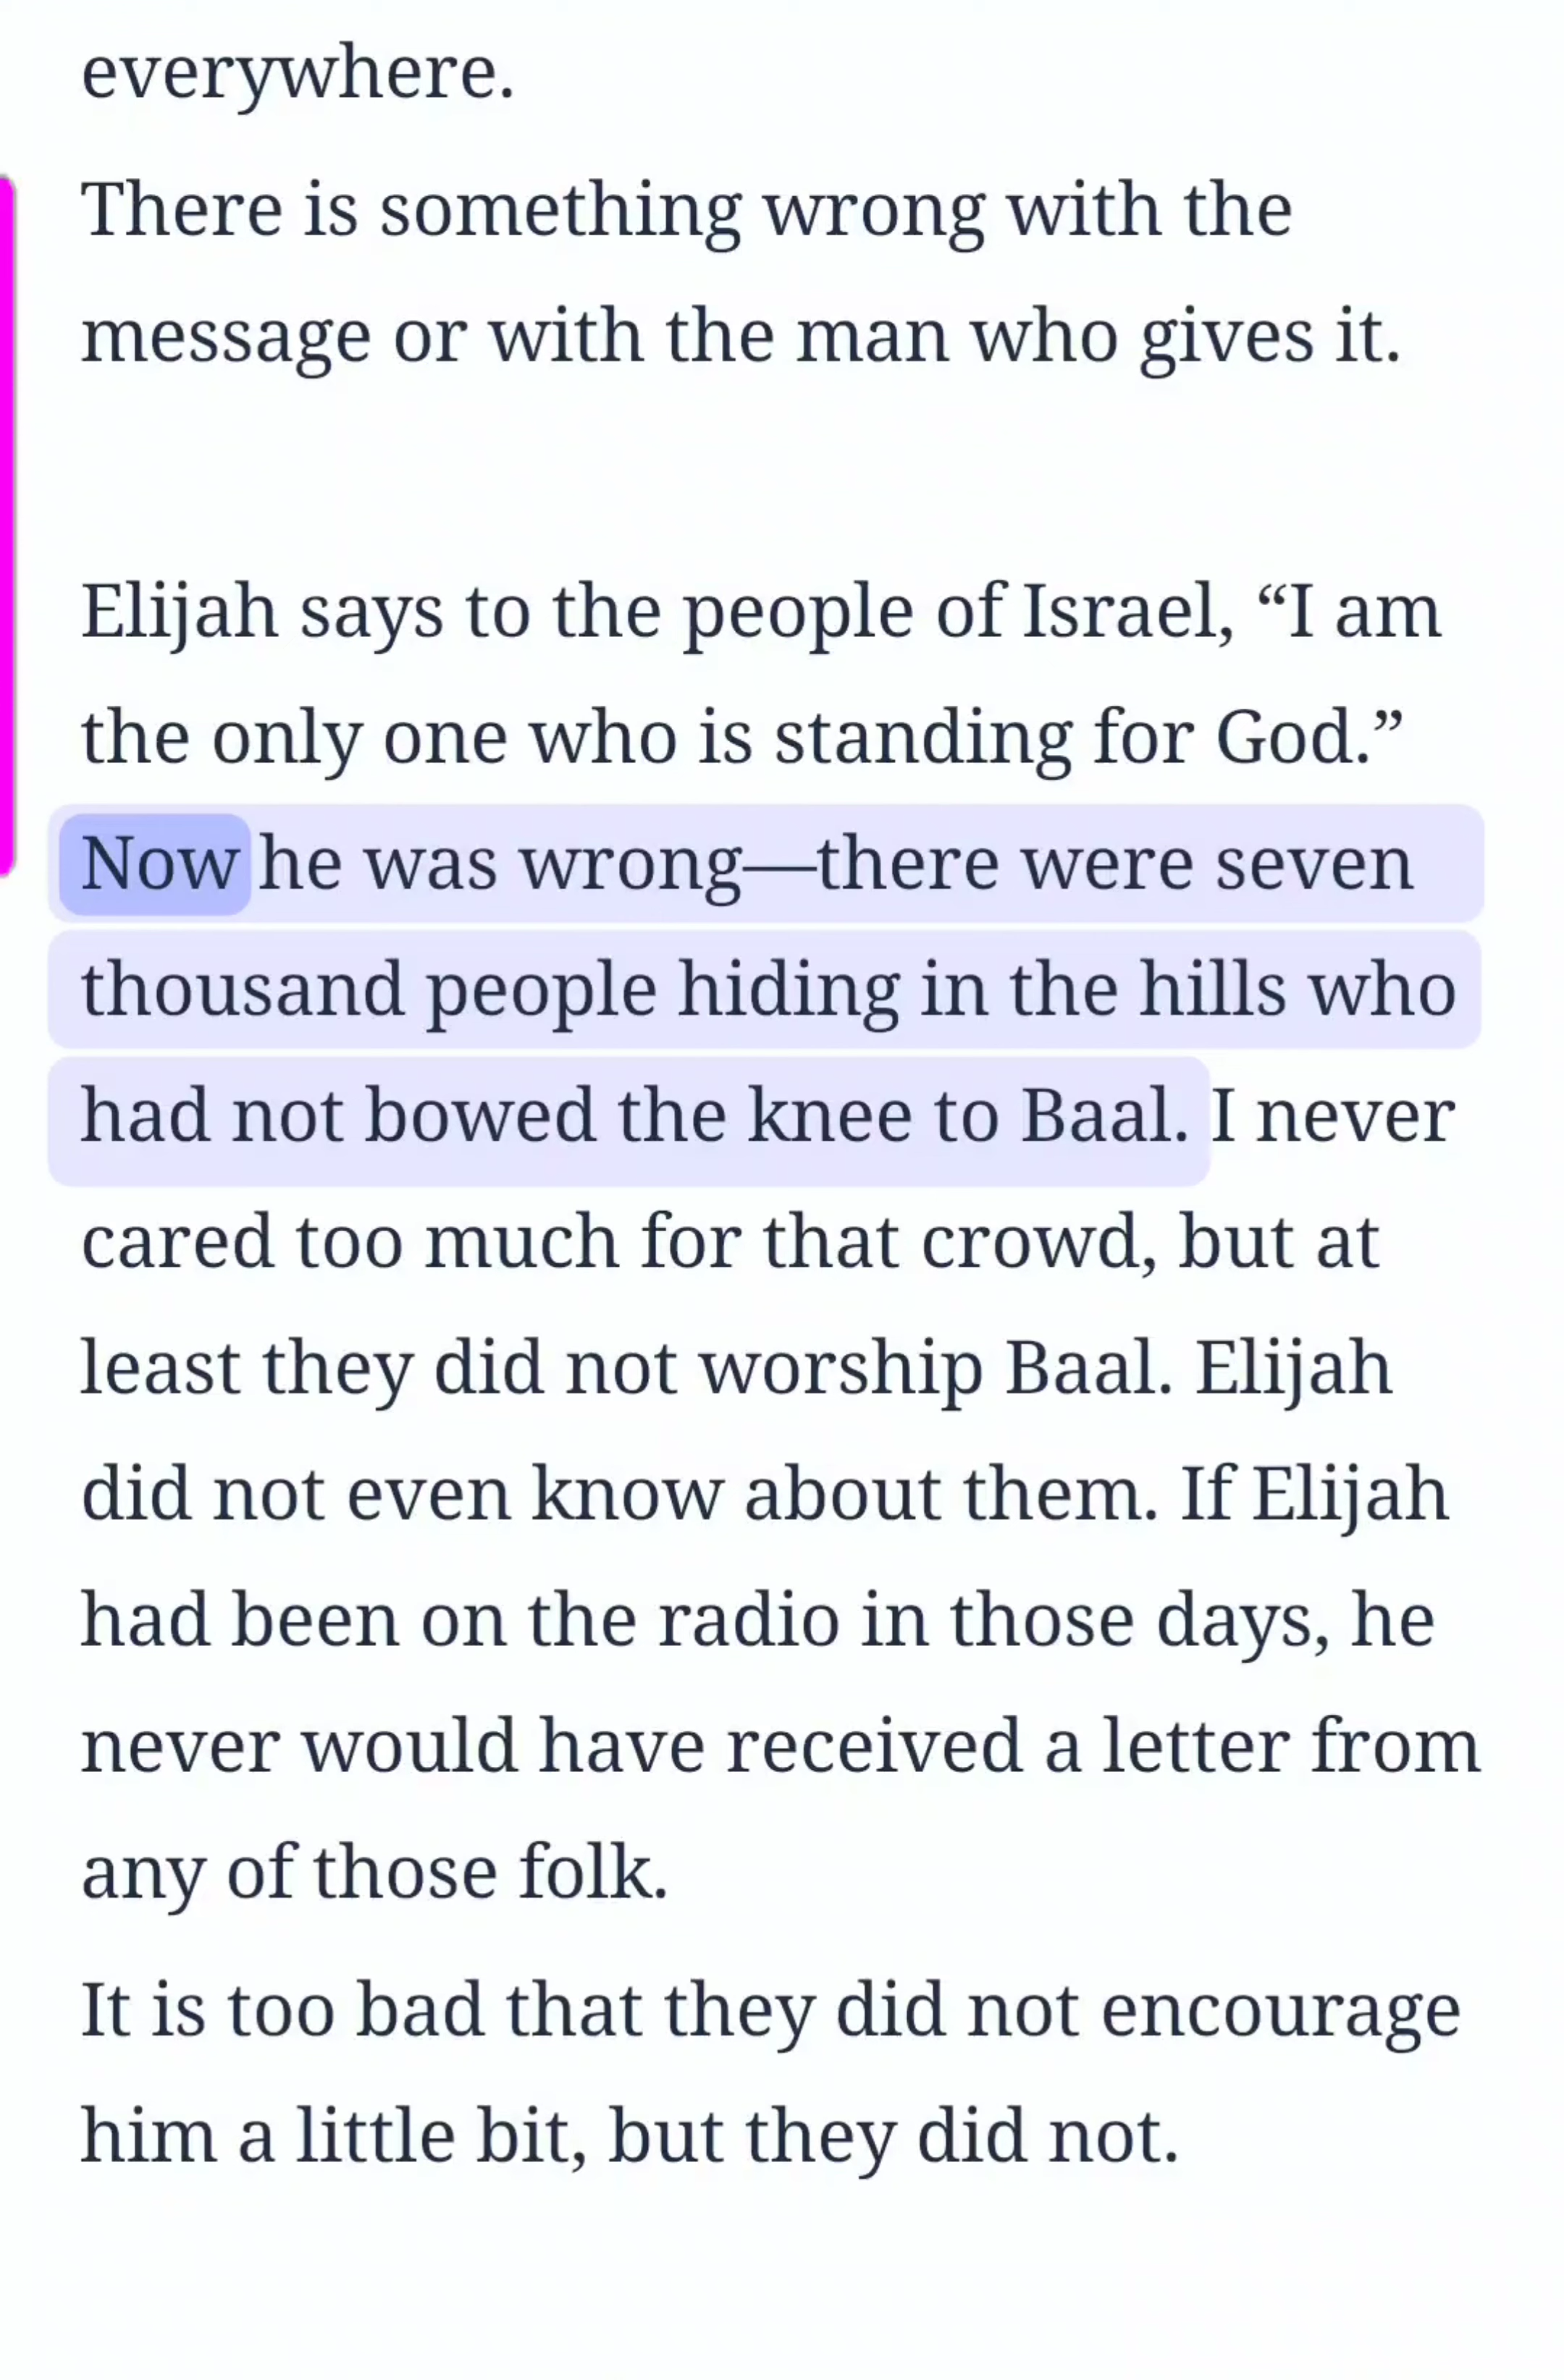 everywhere.
There is something wrong with the
message or with the man who gives it.
Elijah says to the people of Israel, “I am
the only one who is standing for God.”
Now he was wrong—there were seven
thousand people hiding in the hills who
had not bowed the knee to Baal. I never
cared too much for that crowd, but at
least they did not worship Baal. Elijah
did not even know about them. If Elijah
had been on the radio in those days, he
never would have received a letter from
any of those folk.
It is too bad that they did not encourage
him a little bit, but they did not.